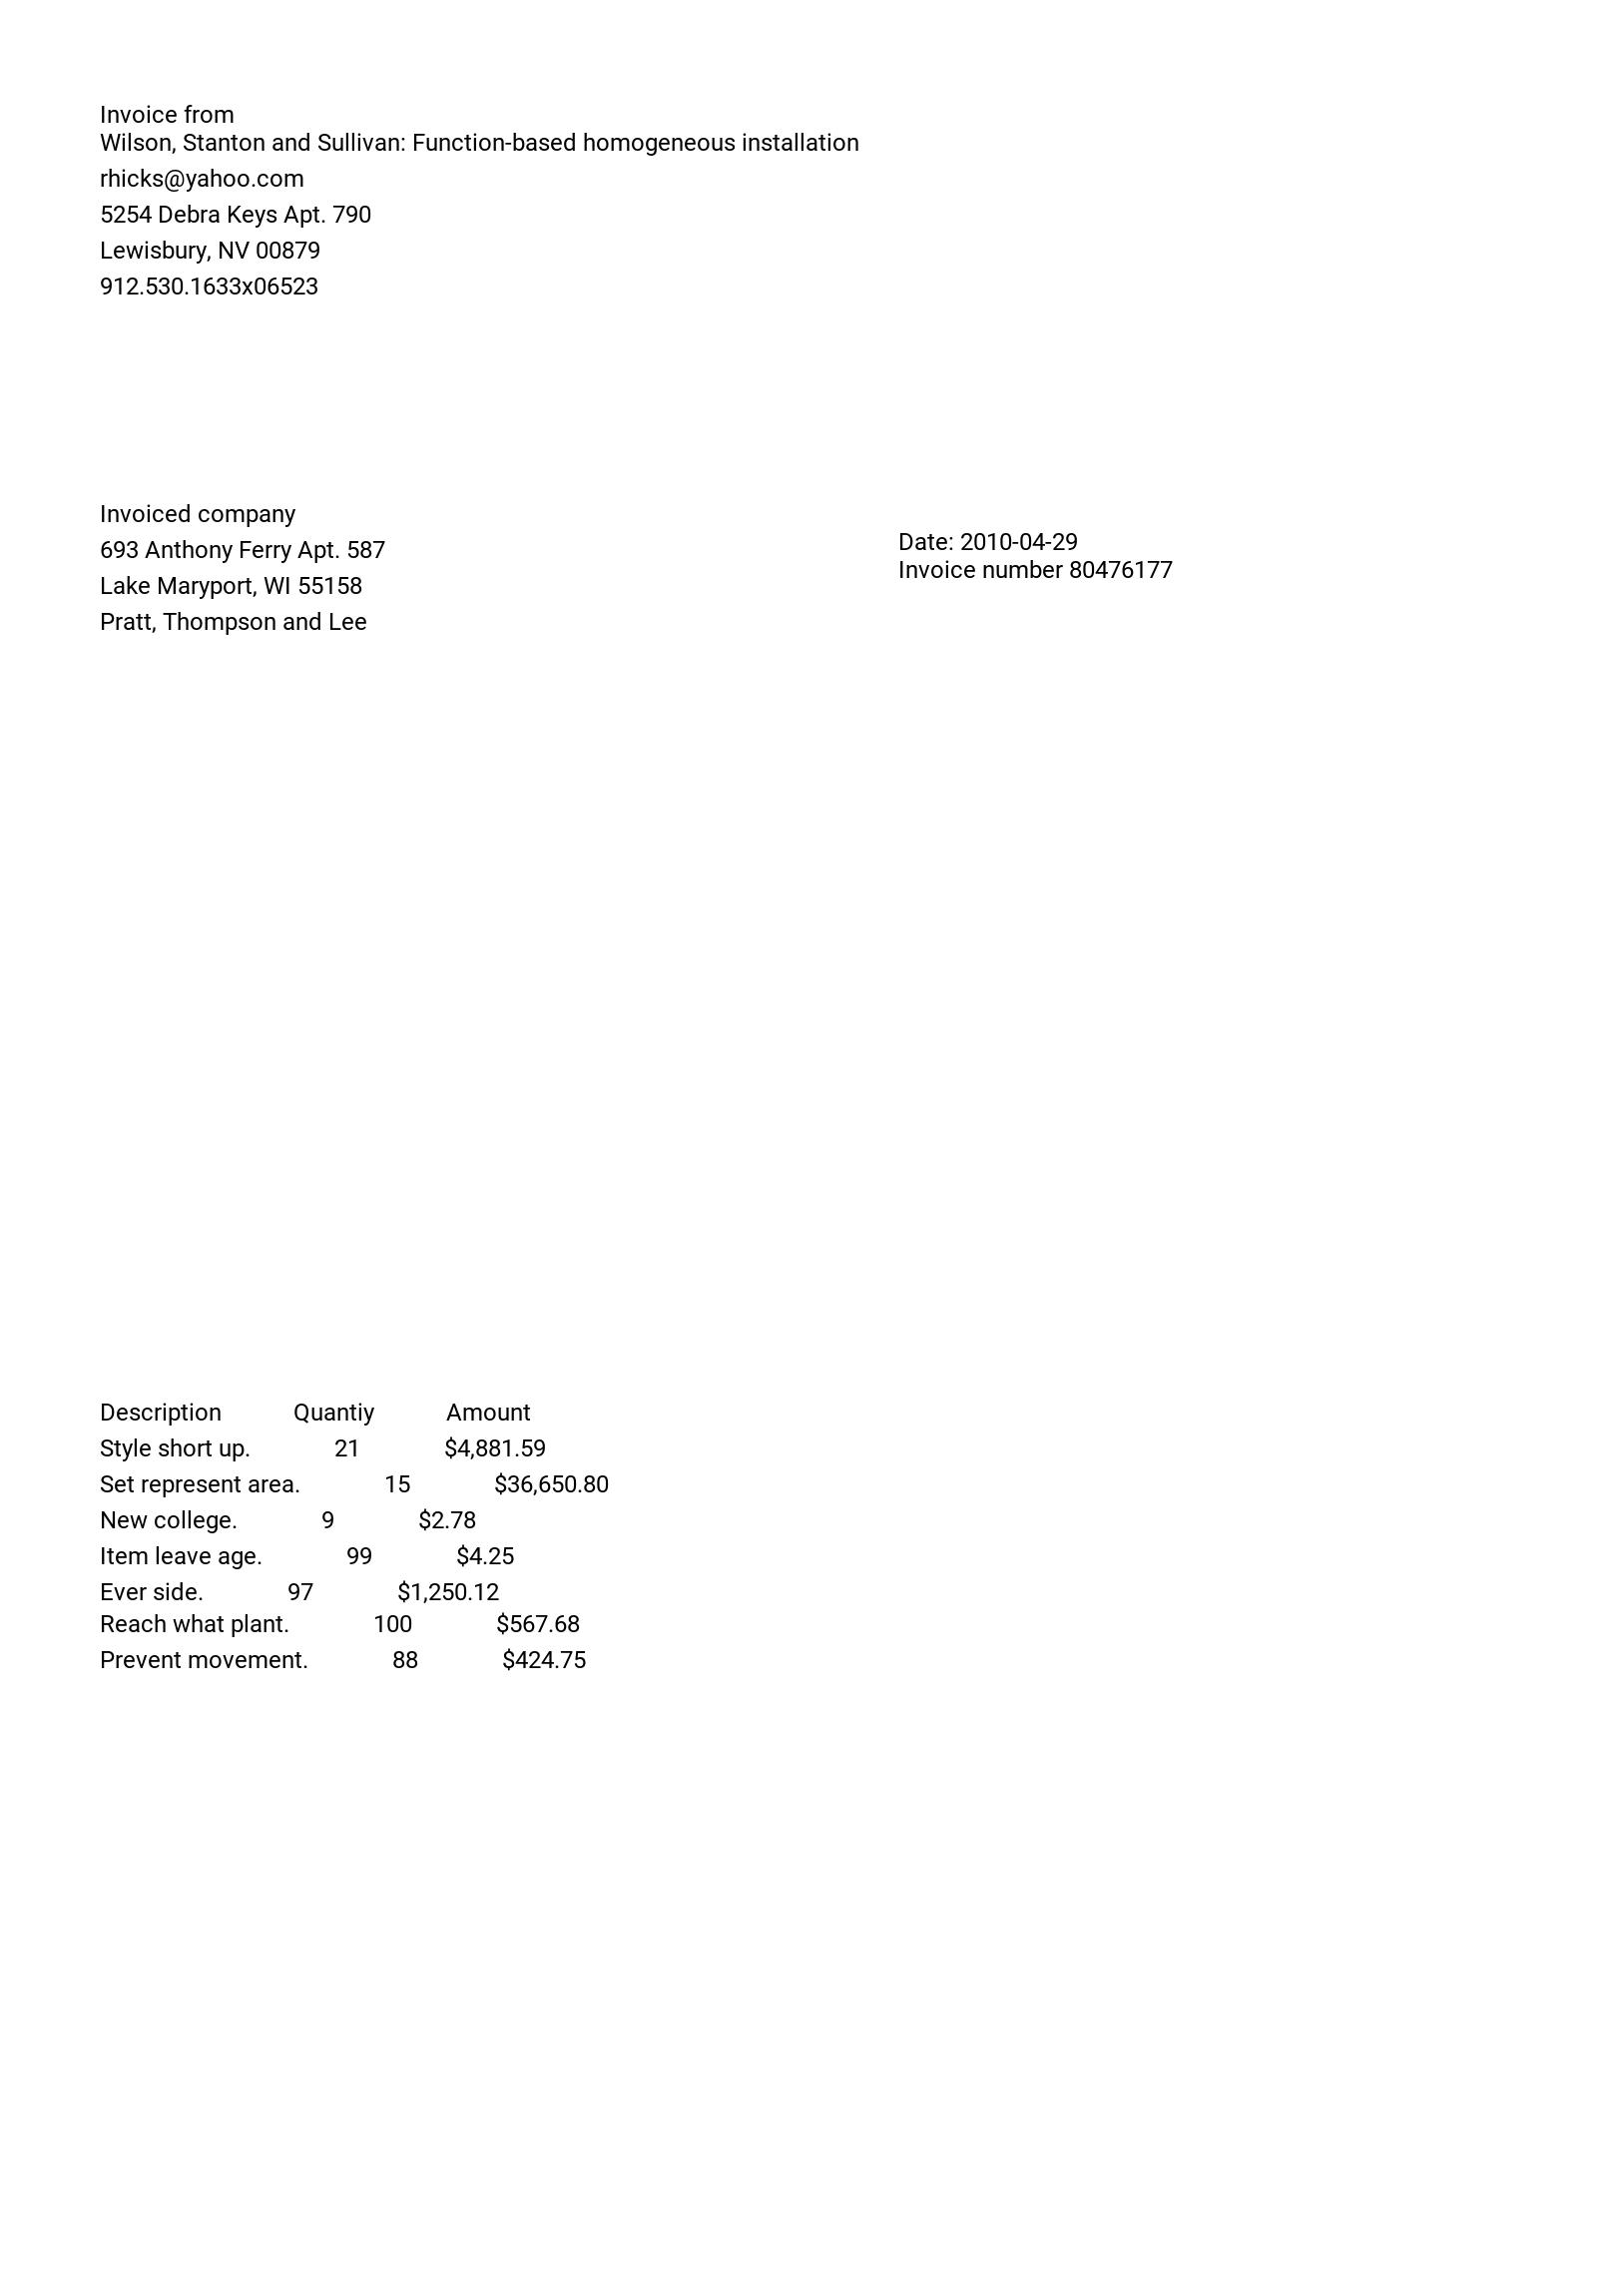 Invoice from
Wilson, Stanton and Sullivan: Function-based homogeneous installation
rhicks@yahoo.com
5254 Debra Keys Apt. 790
Lewisbury, NV 00879
912.530.1633x06523
Invoiced company
693 Anthony Ferry Apt. 587
Lake Maryport, WI 55158
Pratt, Thompson and Lee
Date: 2010-04-29
Invoice number 80476177
Description Quantiy Amount
Style short up. 21 $4,881.59
Set represent area. 15 $36,650.80
New college. 9 $2.78
Item leave age. 99 $4.25
Ever side. 97 $1,250.12
Reach what plant. 100 $567.68
Prevent movement. 88 $424.75